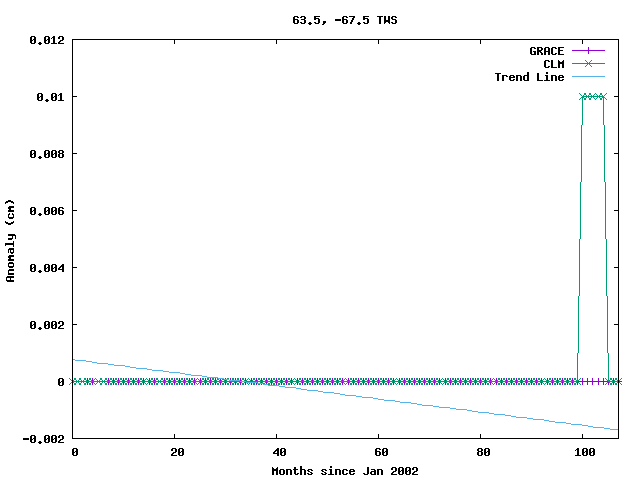 63.5, -67.5 TWS
GRACE
CLM
Trend Line
0.012
0.01
0.008
0.006
0.004
0.002
0
-0.002
Anomaly (cm)
0 20 40 60 80 100
Months since Jan 2002